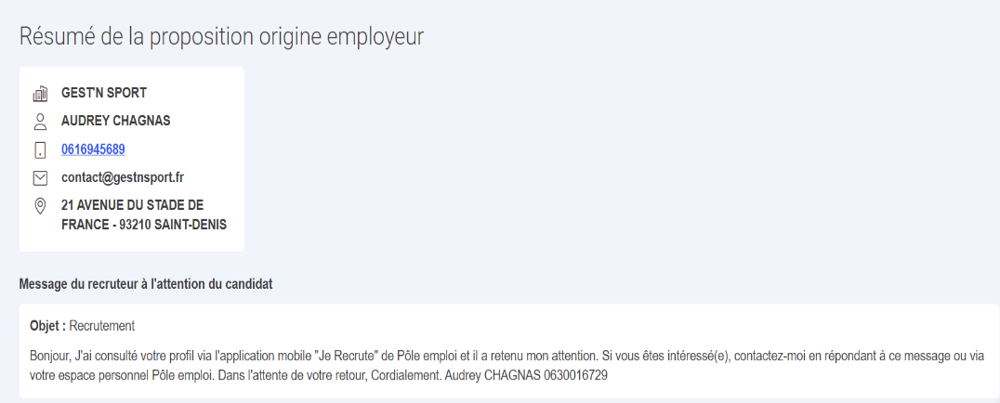 Résumé de la proposition origine employeur
GEST'N SPORT
AUDREY CHAGNAS
0616945689
contact@gestnsport.fr
21 AVENUE DU STADE DE
FRANCE - 93210 SAINT-DENIS
Message du recruteur à l'attention du candidat
Objet : Recrutement
Bonjour, J'ai consulté votre profil via l'application mobile "Je Recrute" de Pôle emploi et il a retenu mon attention. Si vous êtes intéressé(e), contactez-moi en répondant à ce message ou via
votre espace personnel Pôle emploi. Dans l'attente de votre retour, Cordialement. Audrey CHAGNAS 0630016729